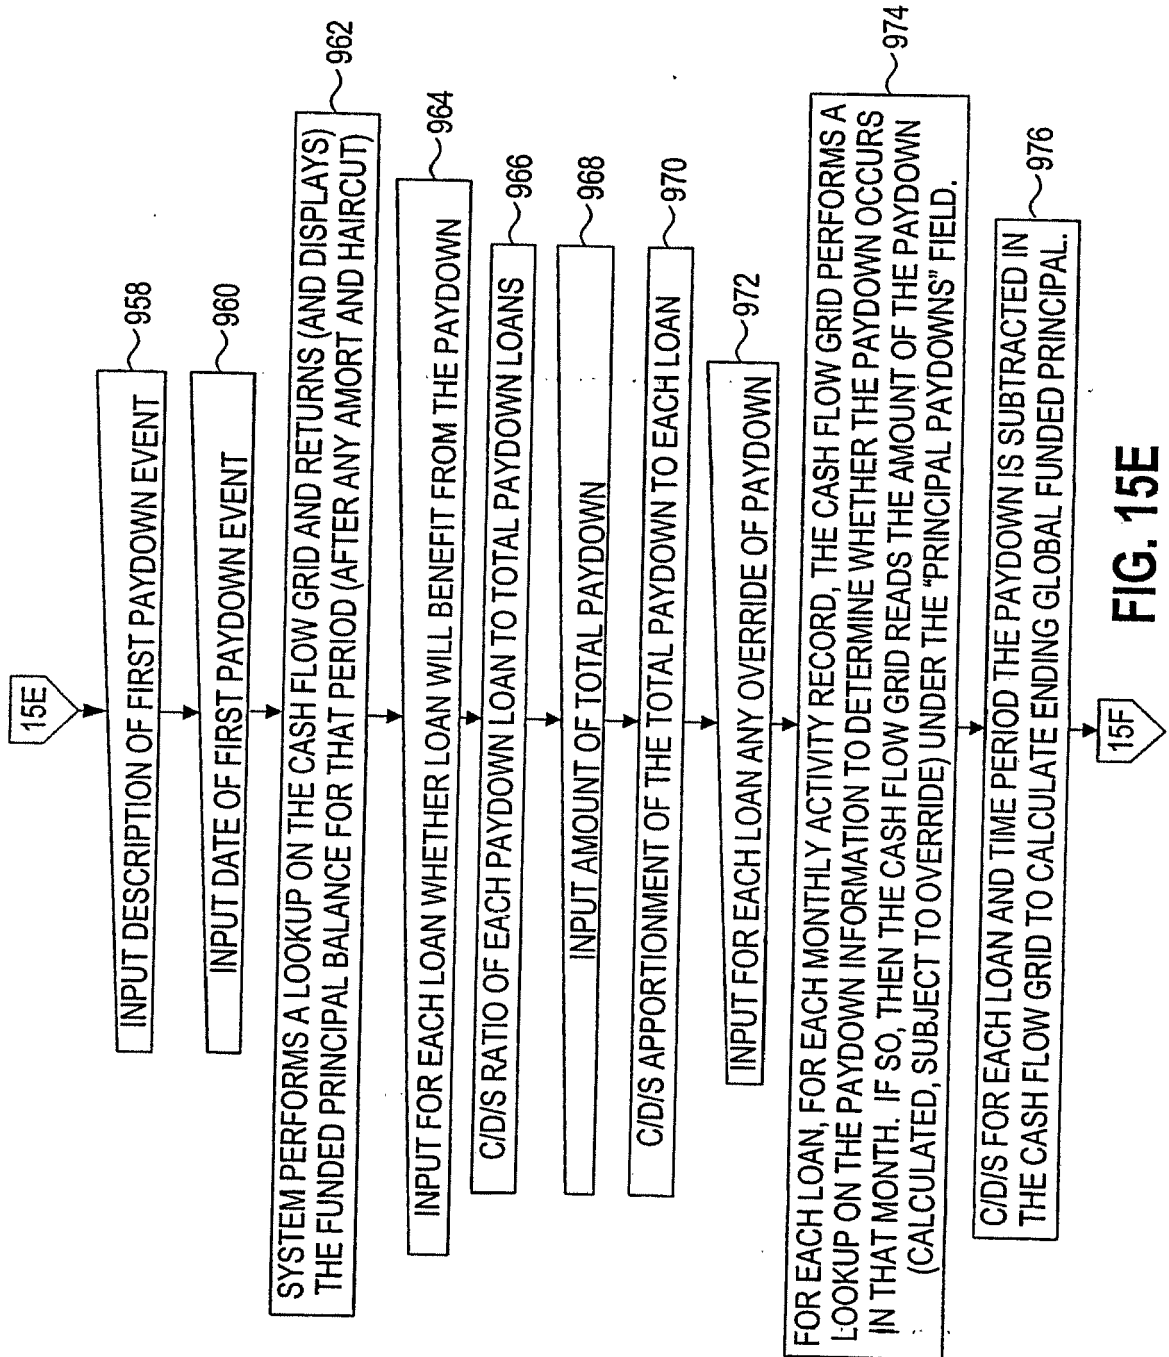 15E
INPUT DESCRIPTION OF FIRST PAYDOWN EVENT
958
INPUT DATE OF FIRST PAYDOWN EVENT
960
SYSTEM PERFORMS A LOOKUP ON THE CASH FLOW GRID AND RETURNS (AND DISPLAYS)
THE FUNDED PRINCIPAL BALANCE FOR THAT PERIOD (AFTER ANY AMORT AND HAIRCUT)
962
INPUT FOR EACH LOAN WHETHER LOAN WILL BENEFIT FROM THE PAYDOWN
964
C/D/S RATIO OF EACH PAYDOWN LOAN TO TOTAL PAYDOWN LOANS
966
INPUT AMOUNT OF TOTAL PAYDOWN
968
C/D/S APPORTIONMENT OF THE TOTAL PAYDOWN TO EACH LOAN
970
INPUT FOR EACH LOAN ANY OVERRIDE OF PAYDOWN
972
FOR EACH LOAN, FOR EACH MONTHLY ACTIVITY RECORD, THE CASH FLOW GRID PERFORMS A
LOOKUP ON THE PAYDOWN INFORMATION TO DETERMINE WHETHER THE PAYDOWN OCCURS
IN THAT MONTH. IF SO, THEN THE CASH FLOW GRID READS THE AMOUNT OF THE PAYDOWN
(CALCULATED, SUBJECT TO OVERRIDE) UNDER THE "PRINCIPAL PAYDOWNS" FIELD.
974
C/D/S FOR EACH LOAN AND TIME PERIOD THE PAYDOWN IS SUBTRACTED IN
THE CASH FLOW GRID TO CALCULATE ENDING GLOBAL FUNDED PRINCIPAL.
976
15F
FIG. 15E